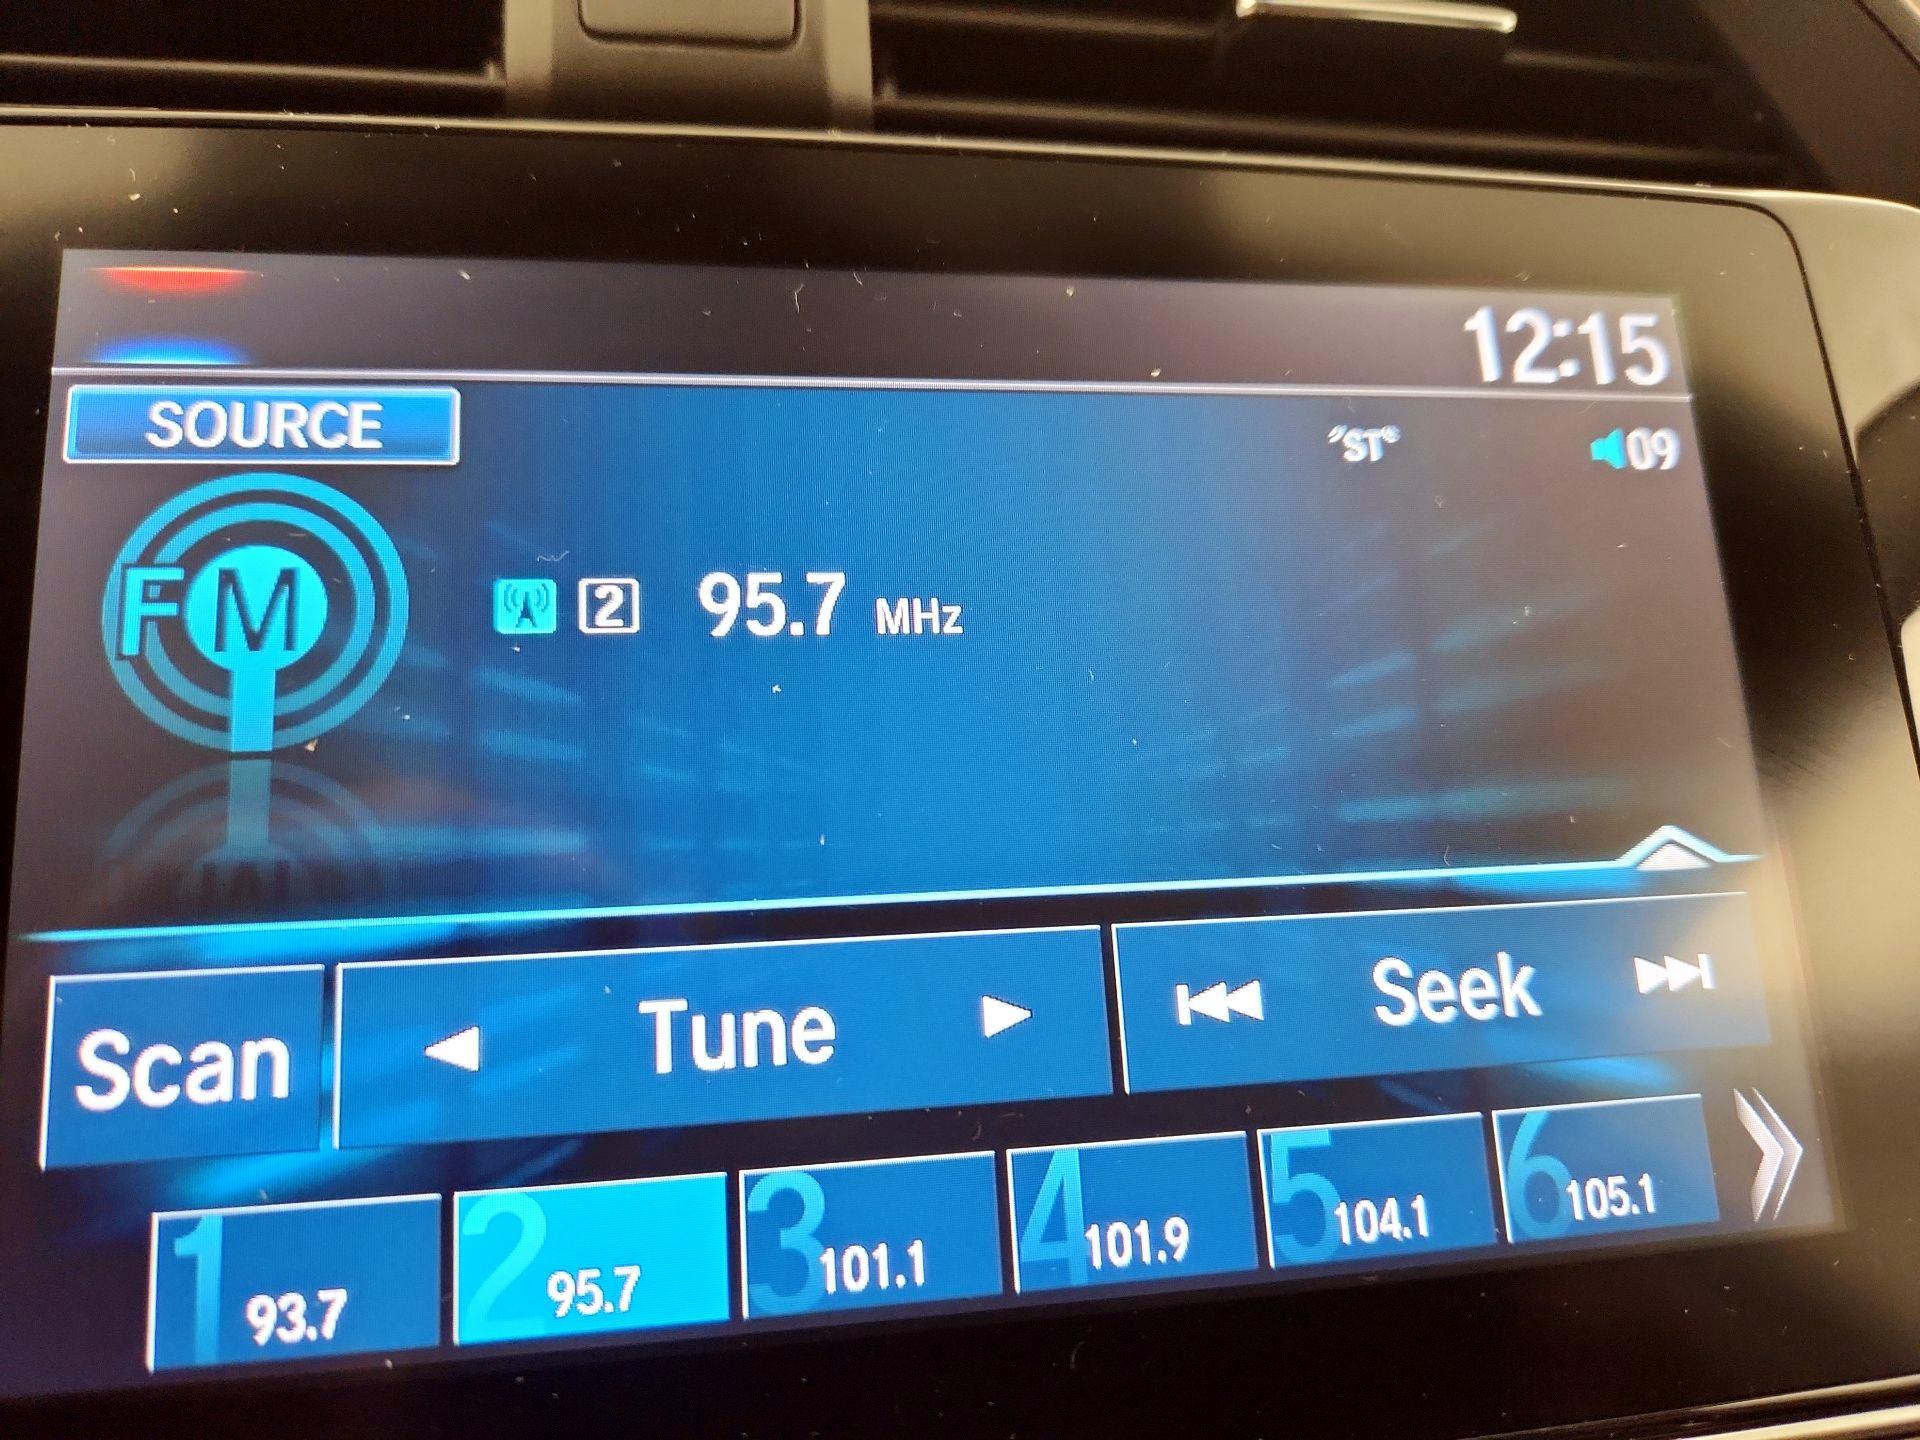 12:15
SOURCE
"ST"
09
FM
2 95.7 MHz
Scan
Tune
Seek
1 93.7
2 95.7
3 101.1
4 101.9
5 104.1
6 105.1